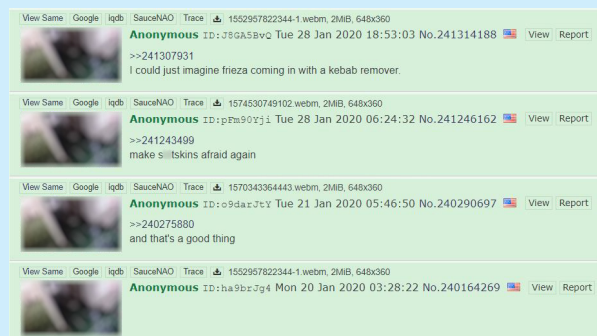 View Same Google iqdb SauceNAO Trace 1552957822344-1.webm, 2MiB, 648x360
Anonymous ID:J8GA5BvQ Tue 28 Jan 2020 18:53:03 No.241314188 View Report
>>241307931
I could just imagine frieza coming in with a kebab remover.
View Same Google iqdb SauceNAO Trace 1574530749102.webm, 2MiB, 648x360
Anonymous ID:pFm90Yji Tue 28 Jan 2020 06:24:32 No.241246162 View Report
>>241243499
make s tskins afraid again
View Same Google iqdb SauceNAO Trace 1570343364443.webm, 2MiB, 648x360
Anonymous ID:o9darJtY Tue 21 Jan 2020 05:46:50 No.240290697 View Report
>>240275880
and that's a good thing
View Same Google iqdb SauceNAO Trace 1552957822344-1.webm, 2MiB, 648x360
Anonymous ID:ha9brJg4 Mon 20 Jan 2020 03:28:22 No.240164269 View Report